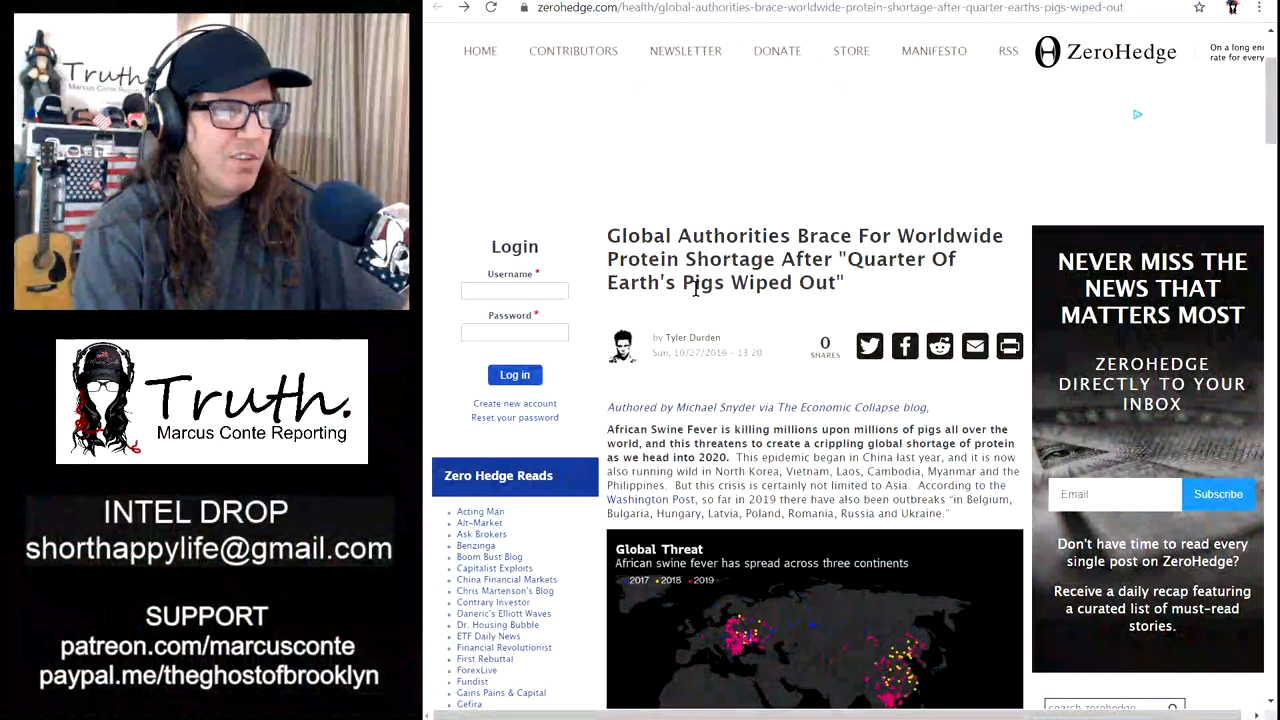 Truth.
Marcus Conte Reporting
Truth.
Marcus Conte Reporting
INTEL DROP
shorthappylife@gmail.com
SUPPORT
patreon.com/marcusconte
paypal.me/theghostofbrooklyn
zerohedge.com/health/global-authorities-brace-worldwide-protein-shortage-after-quarter-earths-pigs-wiped-out
HOME CONTRIBUTORS NEWSLETTER DONATE STORE MANIFESTO RSS
ZeroHedge
On a long
rate for every
Login
Username *
Password *
Log in
Create new account
Reset your password
Zero Hedge Reads
Acting Man
Alt-Market
Ask Brokers
Benzinga
Boom Bust Blog
Capitalist Exploits
China Financial Markets
Chris Martenson's Blog
Contrary Investor
Daneric's Elliott Waves
Dr. Housing Bubble
ETF Daily News
Financial Revolutionist
First Rebuttal
ForexLive
Fundist
Gains Pains & Capital
Gefira
Global Authorities Brace For Worldwide
Protein Shortage After "Quarter Of
Earth's Pigs Wiped Out"
by Tyler Durden
Sun, 10/27/2019 - 13:20
0
SHARES
Authored by Michael Snyder via The Economic Collapse blog,
African Swine Fever is killing millions upon millions of pigs all over the
world, and this threatens to create a crippling global shortage of protein
as we head into 2020. This epidemic began in China last year, and it is now
also running wild in North Korea, Vietnam, Laos, Cambodia, Myanmar and the
Philippines. But this crisis is certainly not limited to Asia. According to the
Washington Post, so far in 2019 there have also been outbreaks “in Belgium,
Bulgaria, Hungary, Latvia, Poland, Romania, Russia and Ukraine.”
Global Threat
African swine fever has spread across three continents
2017 2018 2019
NEVER MISS THE
NEWS THAT
MATTERS MOST
ZEROHEDGE
DIRECTLY TO YOUR
INBOX
Email Subscribe
Don't have time to read every
single post on ZeroHedge?
Receive a daily recap featuring
a curated list of must-read
stories.
search zerohedge